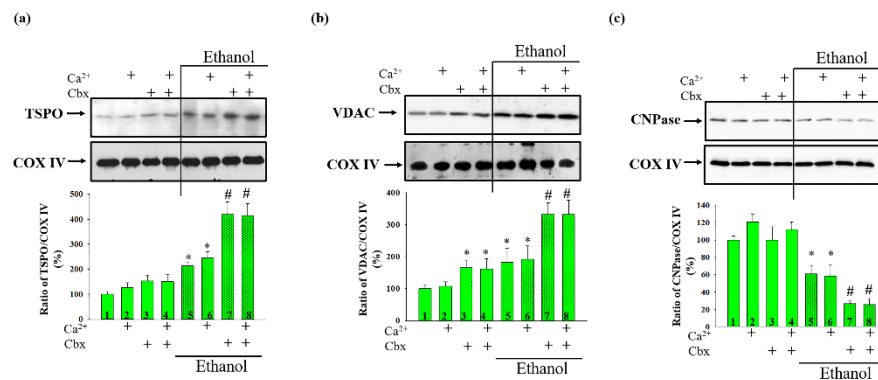 (a)
Ethanol
Ca²⁺ + + + +
Cbx + + + +
TSPO
COX IV
Ratio of TSPO/COX IV
(%)
500
400
300
200
100
0
* * # #
1 2 3 4 5 6 7 8
Ca²⁺ + + + +
Cbx + + + +
Ethanol
(b)
Ethanol
Ca²⁺ + + + +
Cbx + + + +
VDAC
COX IV
Ratio of VDAC/COX IV
(%)
400
300
200
100
0
* * * * # #
1 2 3 4 5 6 7 8
Ca²⁺ + + + +
Cbx + + + +
Ethanol
(c)
Ethanol
Ca²⁺ + + + +
Cbx + + + +
CNPase
COX IV
Ratio of CNPase/COX IV
(%)
140
120
100
80
60
40
20
0
* * # #
1 2 3 4 5 6 7 8
Ca²⁺ + + + +
Cbx + + + +
Ethanol